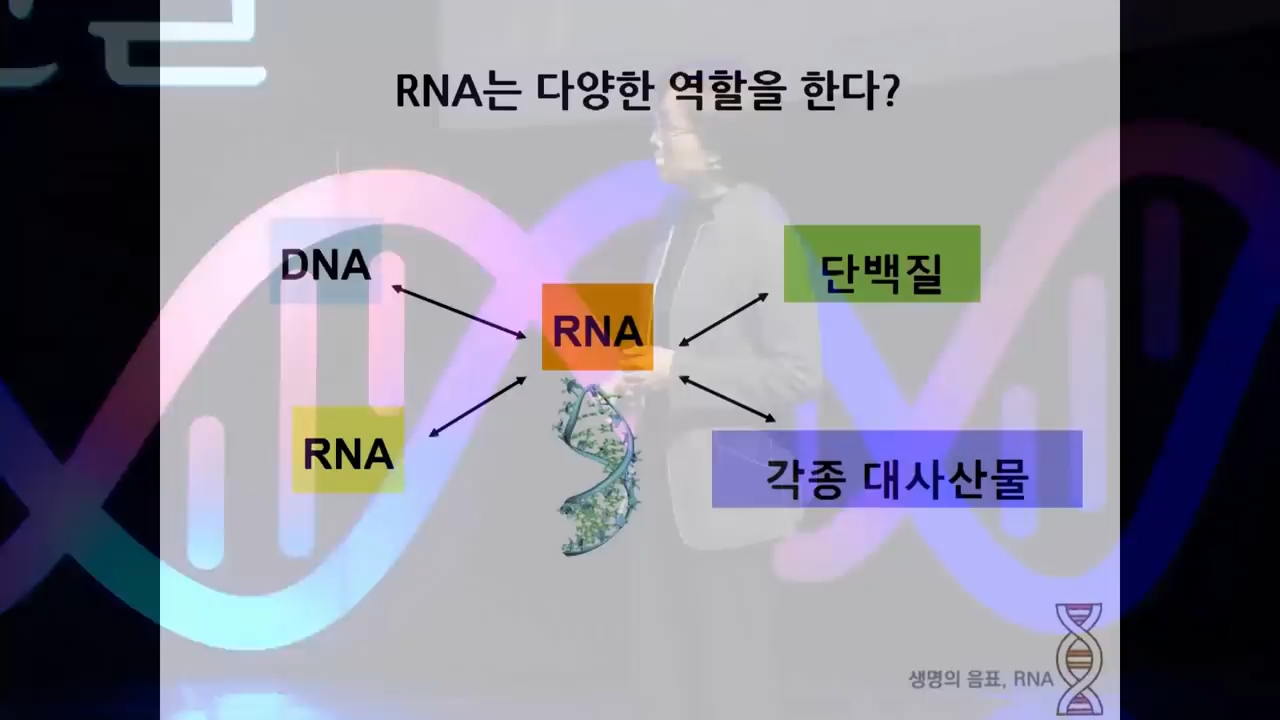 RNA는 다양한 역할을 한다?
DNA
단백질
RNA
RNA
각종 대사산물
생명의 음표, RNA